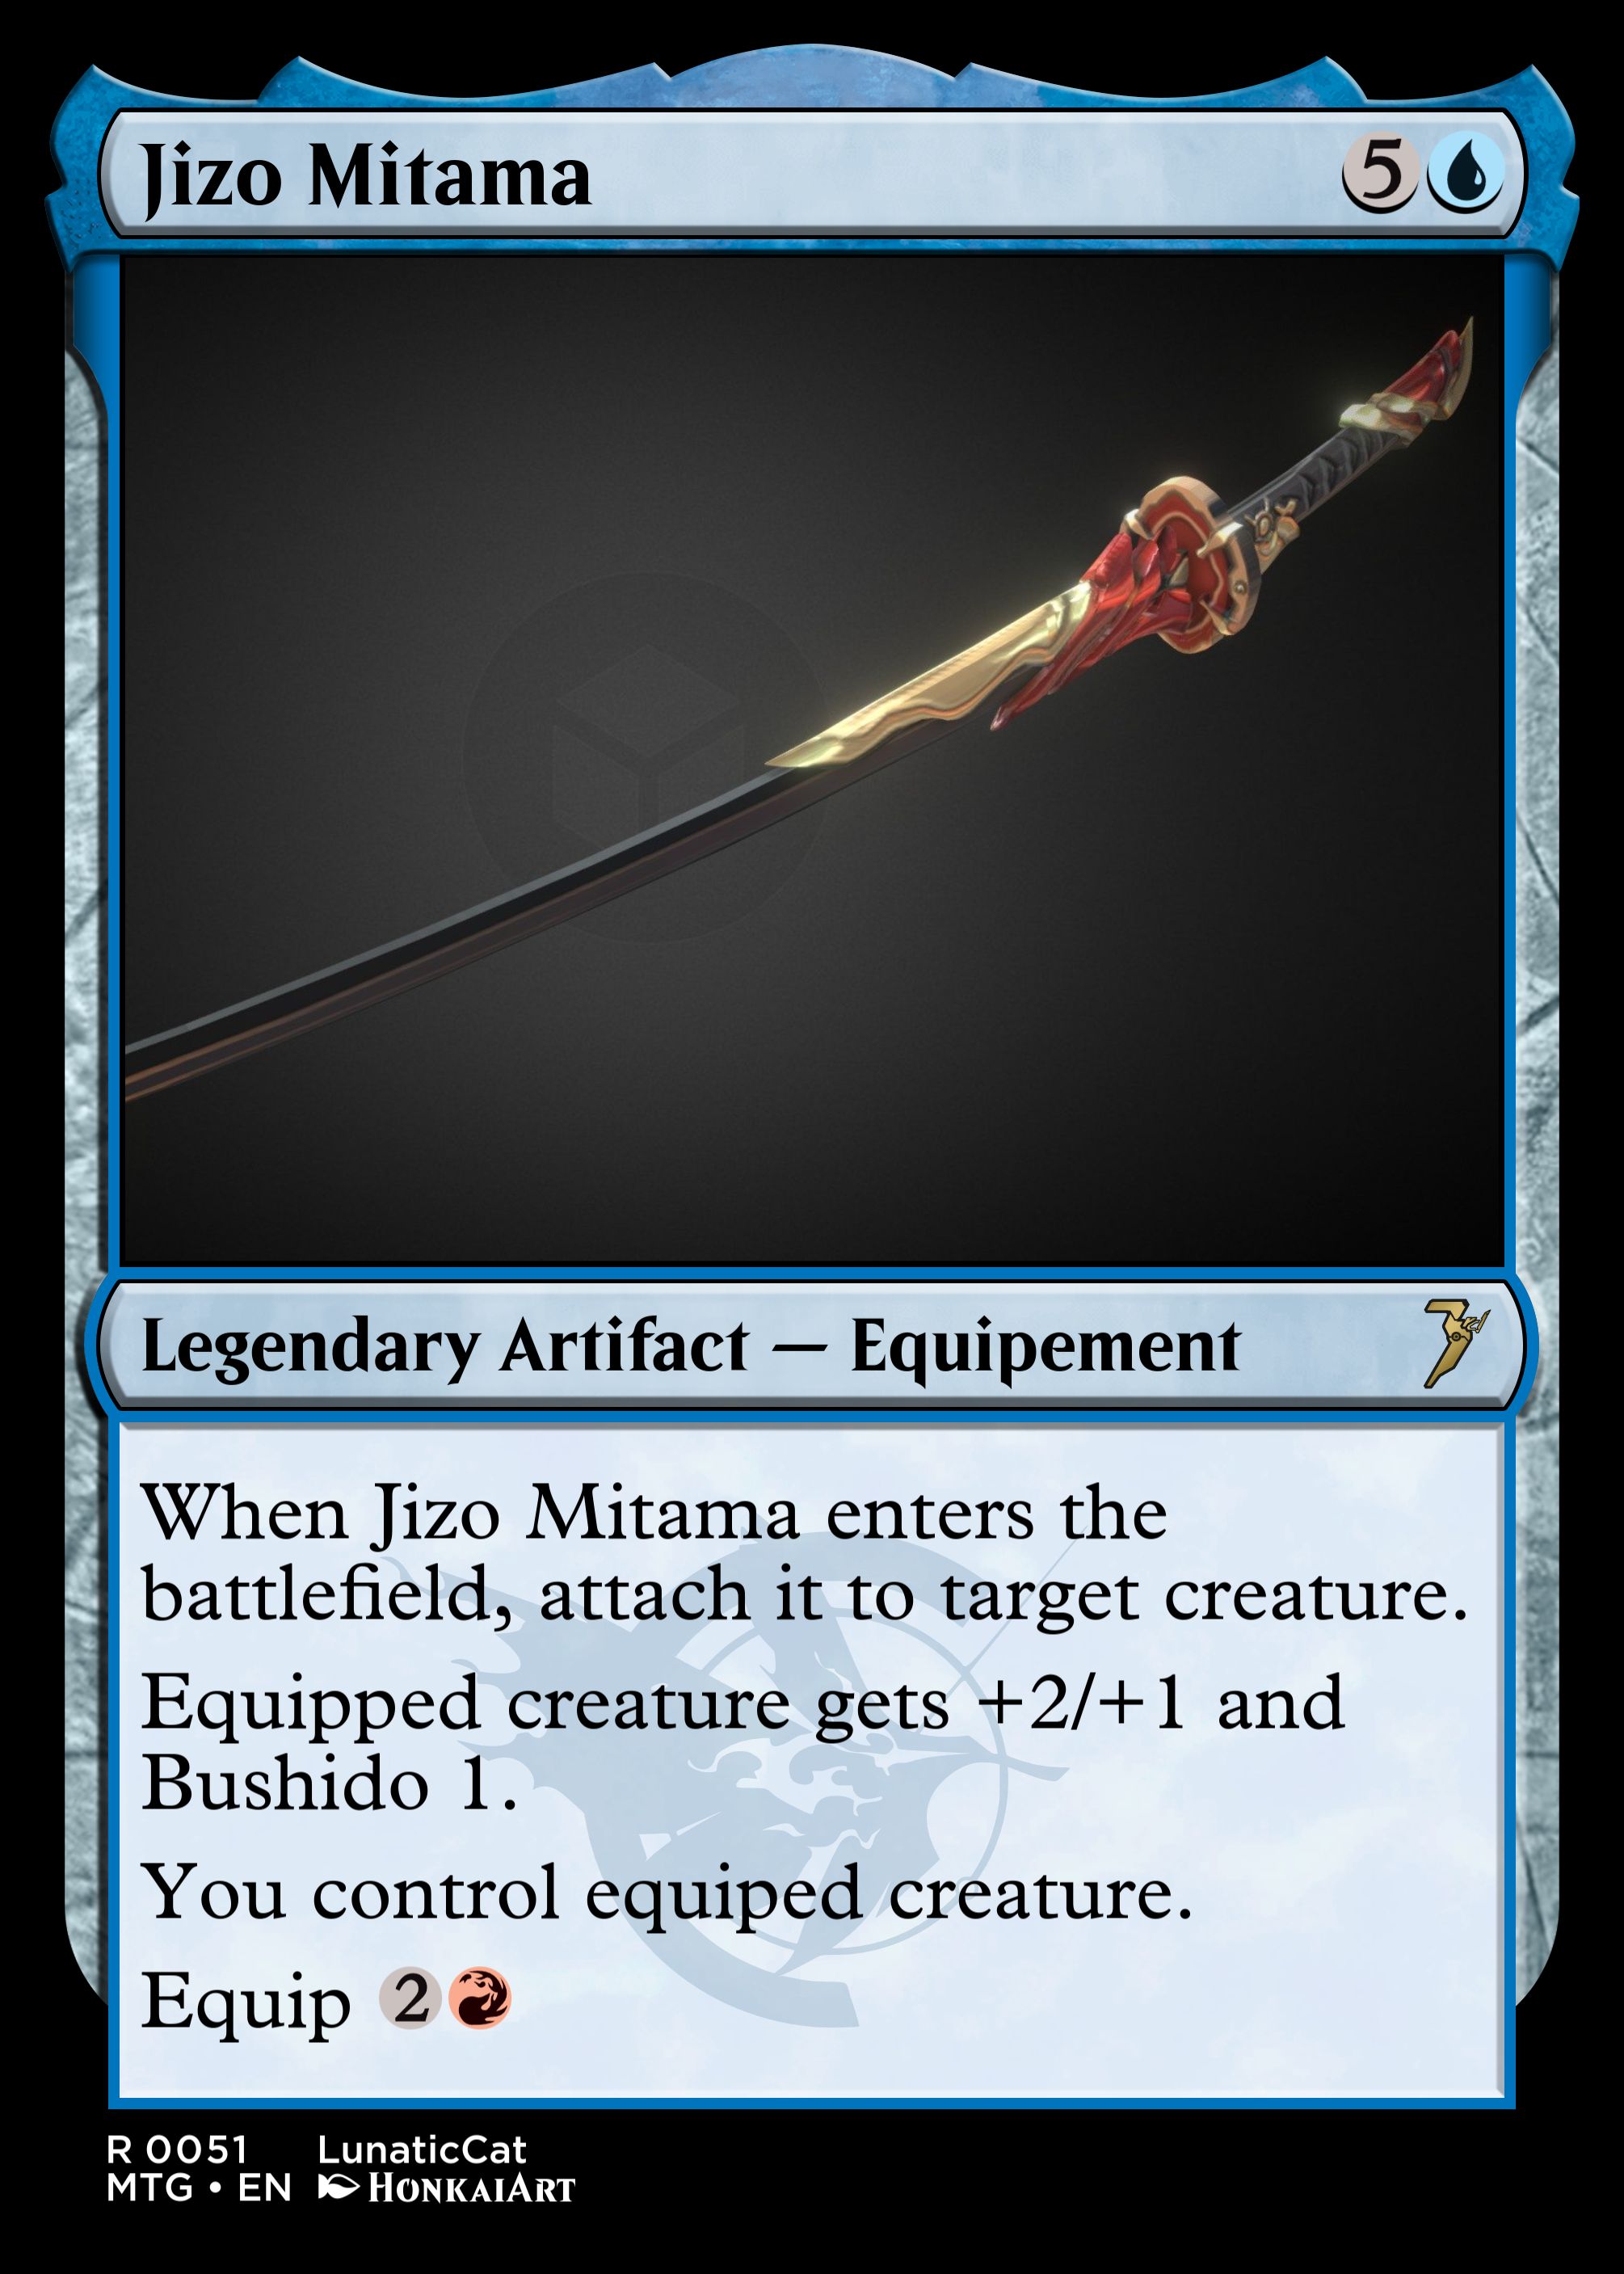 Jizo Mitama 5
Legendary Artifact — Equipement
When Jizo Mitama enters the
battlefield, attach it to target creature.
Equipped creature gets +2/+1 and
Bushido 1.
You control equiped creature.
Equip 2
R 0051 LunaticCat
MTG • EN HonkaiArt